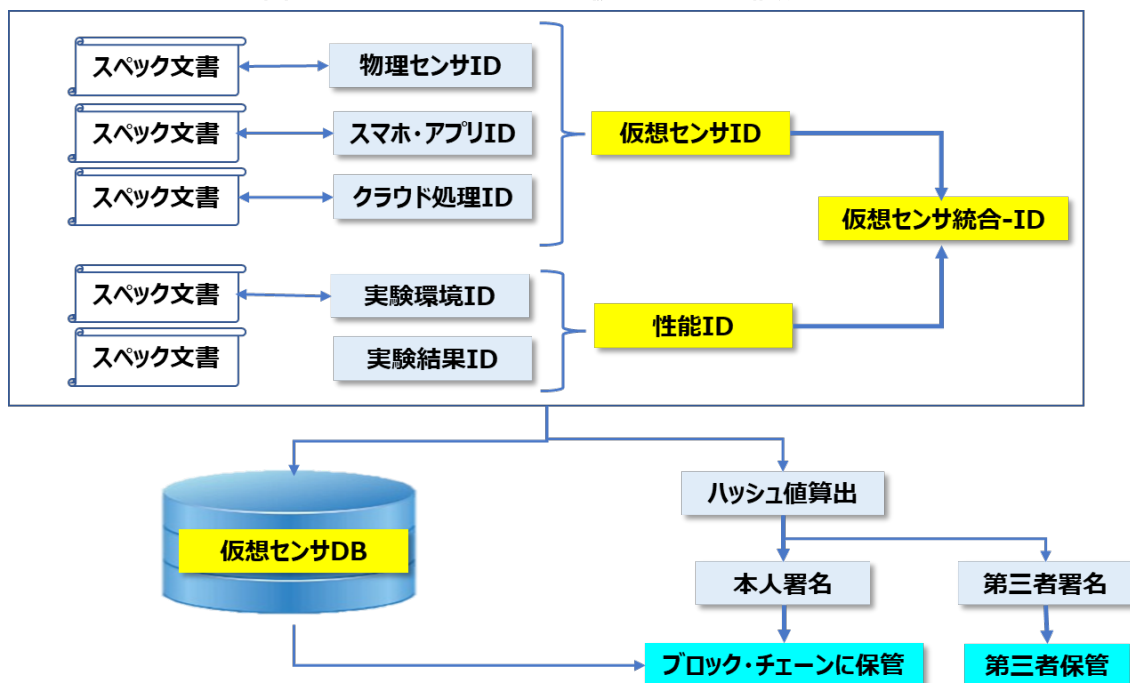 スペック文書
物理センサID
スペック文書
スマホ・アプリID
仮想センサID
スペック文書
クラウド処理ID
仮想センサ統合-ID
スペック文書
実験環境ID
性能ID
スペック文書
実験結果ID
ハッシュ値算出
仮想センサDB
本人署名
第三者署名
ブロック・チェーンに保管
第三者保管